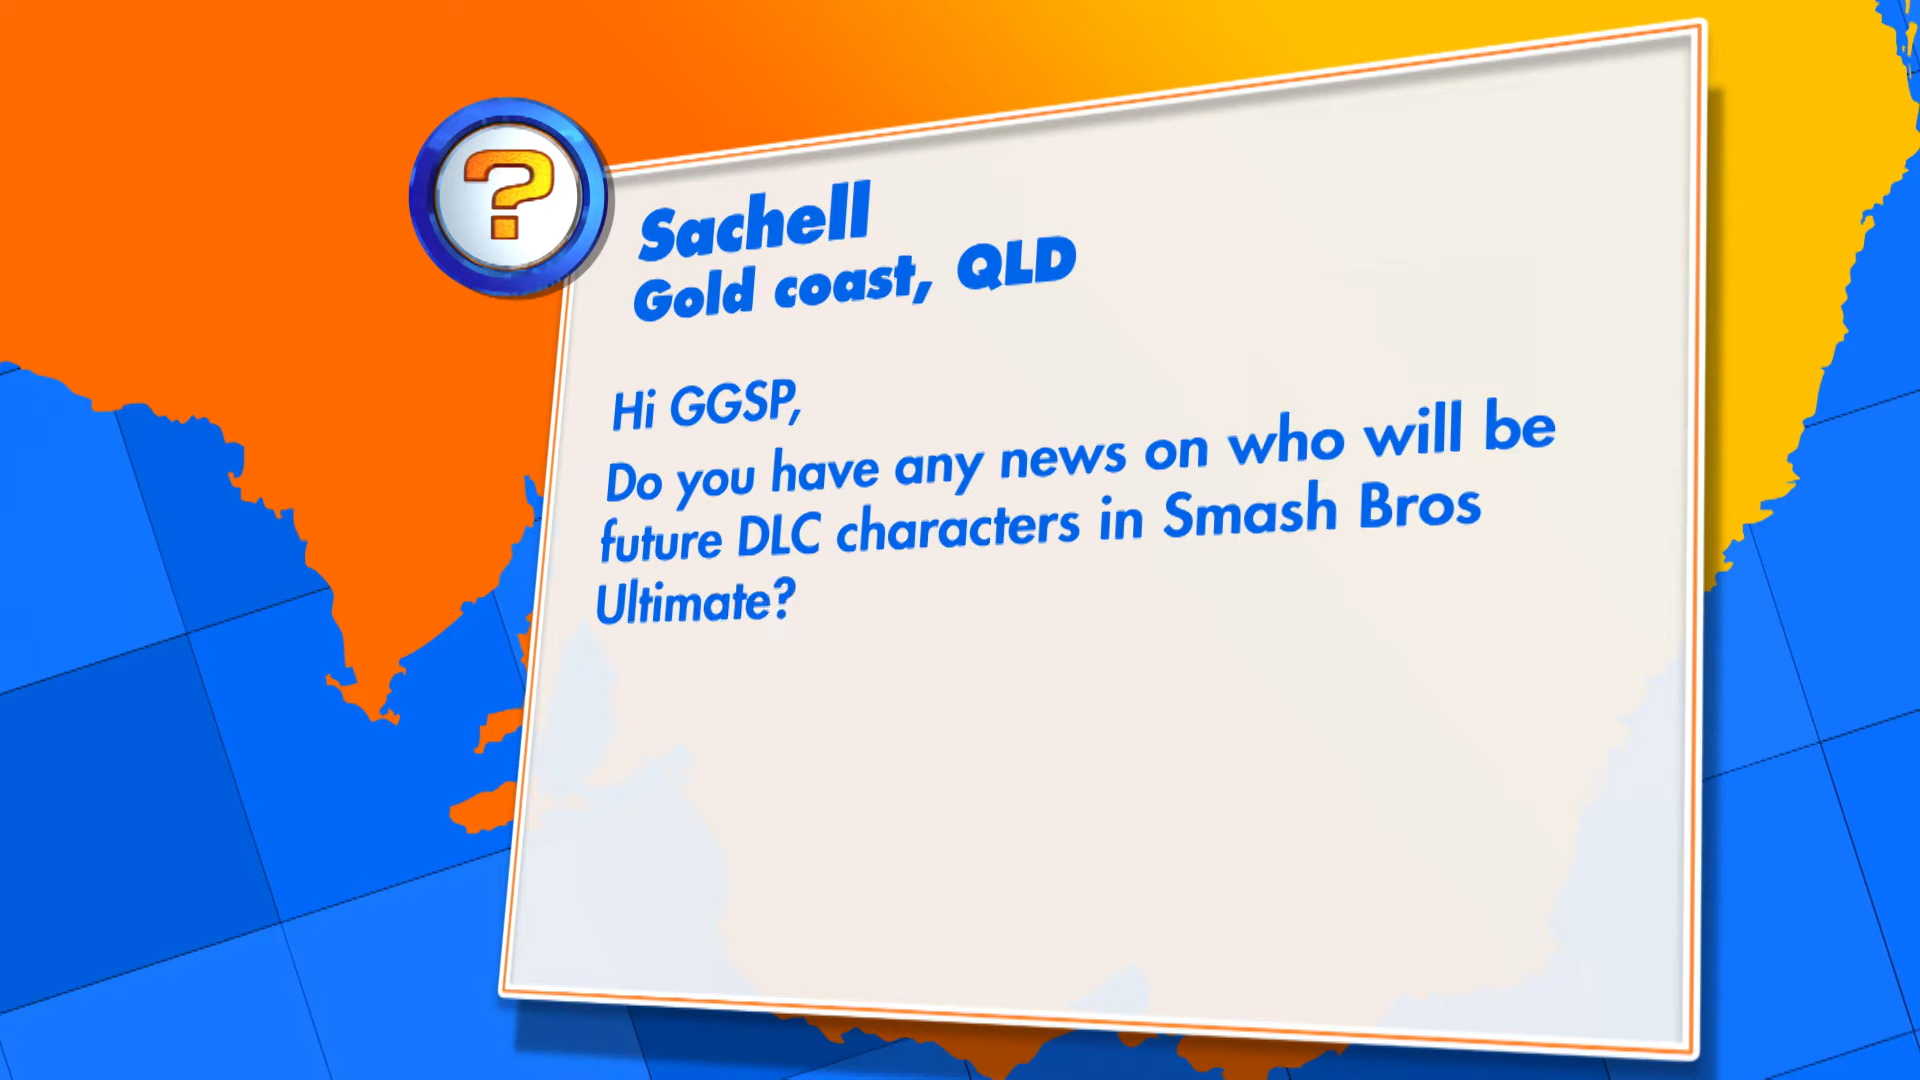 ?
Sachell
Gold coast, QLD
Hi GGSP,
Do you have any news on who will be
future DLC characters in Smash Bros
Ultimate?